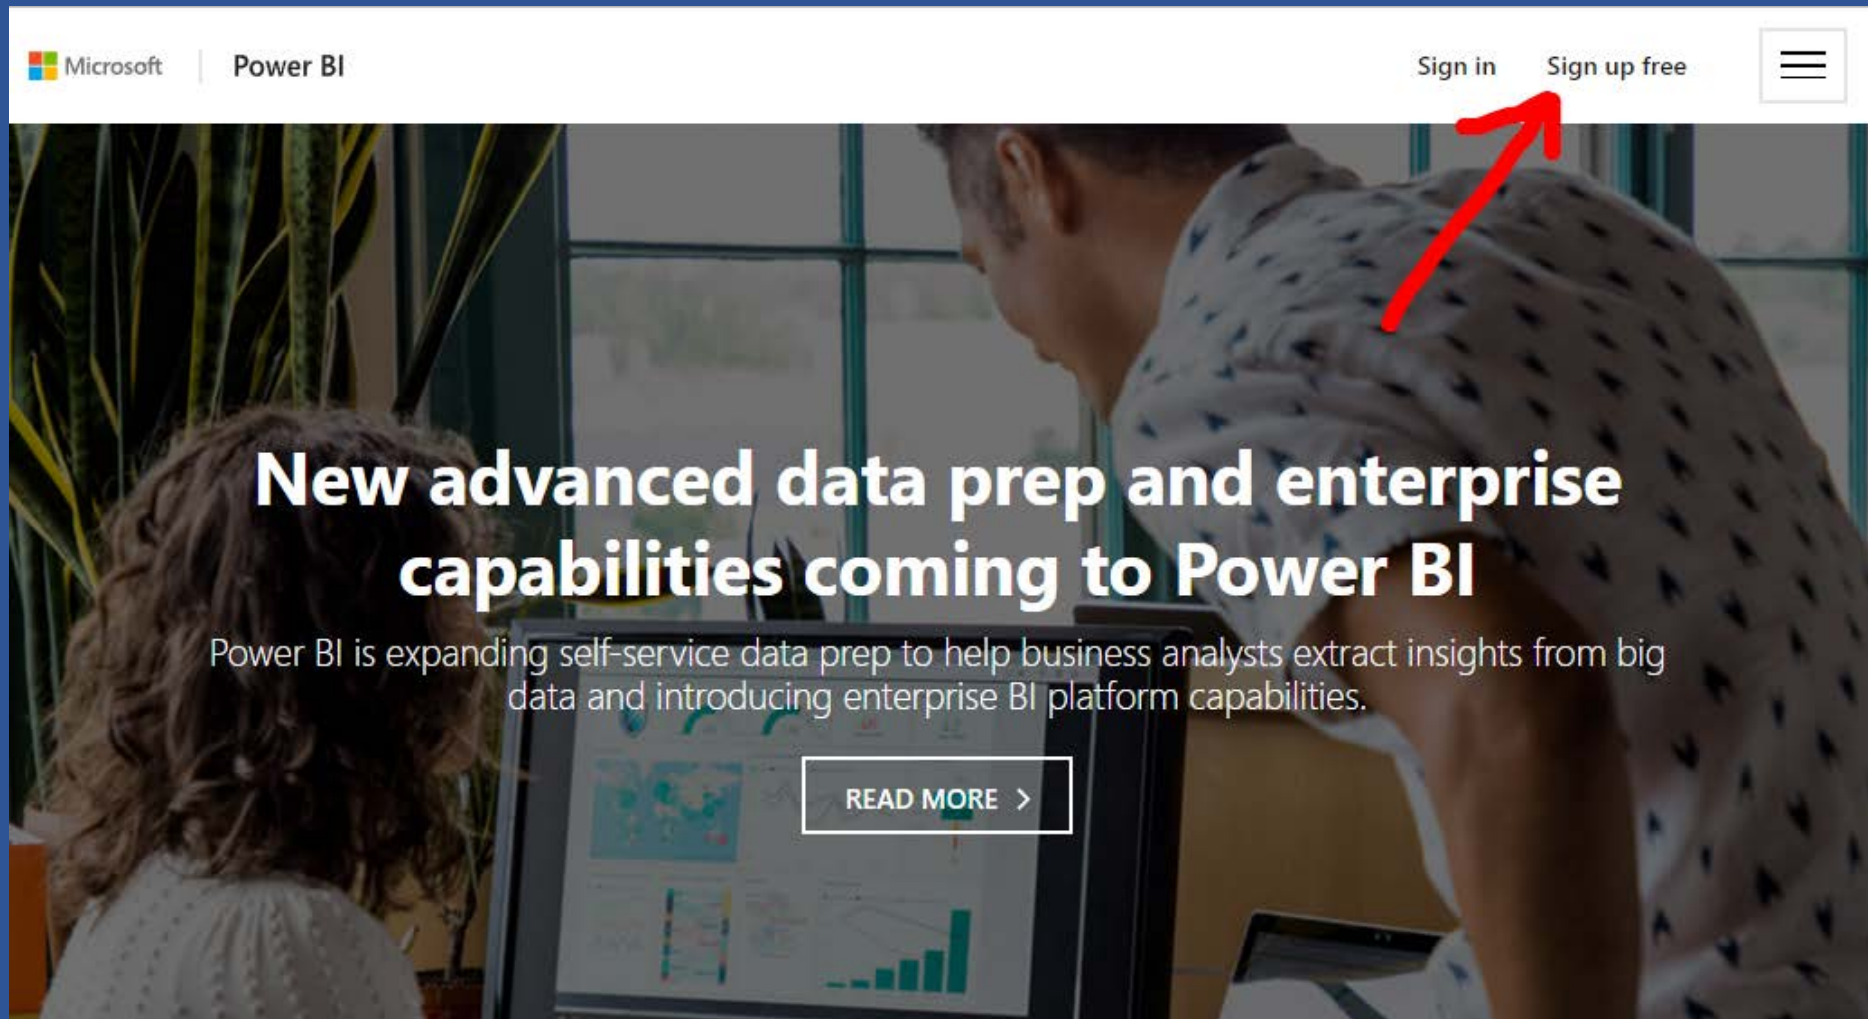 Microsoft Power BI Sign in Sign up free
New advanced data prep and enterprise
capabilities coming to Power BI
Power BI is expanding self-service data prep to help business analysts extract insights from big
data and introducing enterprise BI platform capabilities.
READ MORE